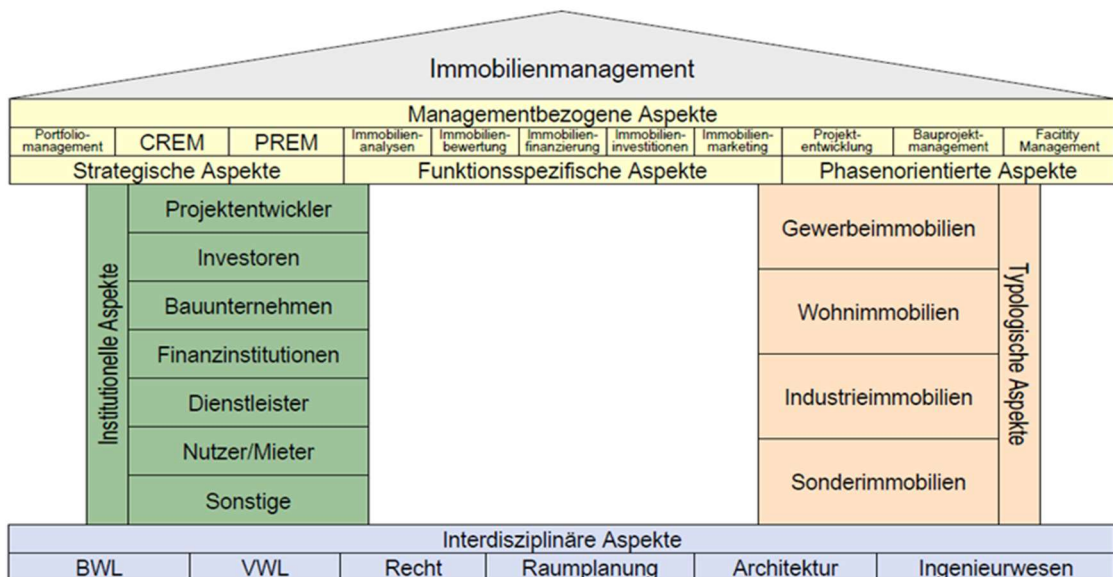 Immobilienmanagement
Managementbezogene Aspekte
Portfolio-
management
CREM
PREM
Immobilien-
analysen
Immobilien-
bewertung
Immobilien-
finanzierung
Immobilien-
investitionen
Immobilien-
marketing
Projekt-
entwicklung
Bauprojekt-
management
Facitity
Management
Strategische Aspekte
Funktionsspezifische Aspekte
Phasenorientierte Aspekte
Institutionelle Aspekte
Projektentwickler
Investoren
Bauunternehmen
Finanzinstitutionen
Dienstleister
Nutzer/Mieter
Sonstige
Gewerbeimmobilien
Wohnimmobilien
Industrieimmobilien
Sonderimmobilien
Typologische Aspekte
Interdisziplinäre Aspekte
BWL
VWL
Recht
Raumplanung
Architektur
Ingenieurwesen